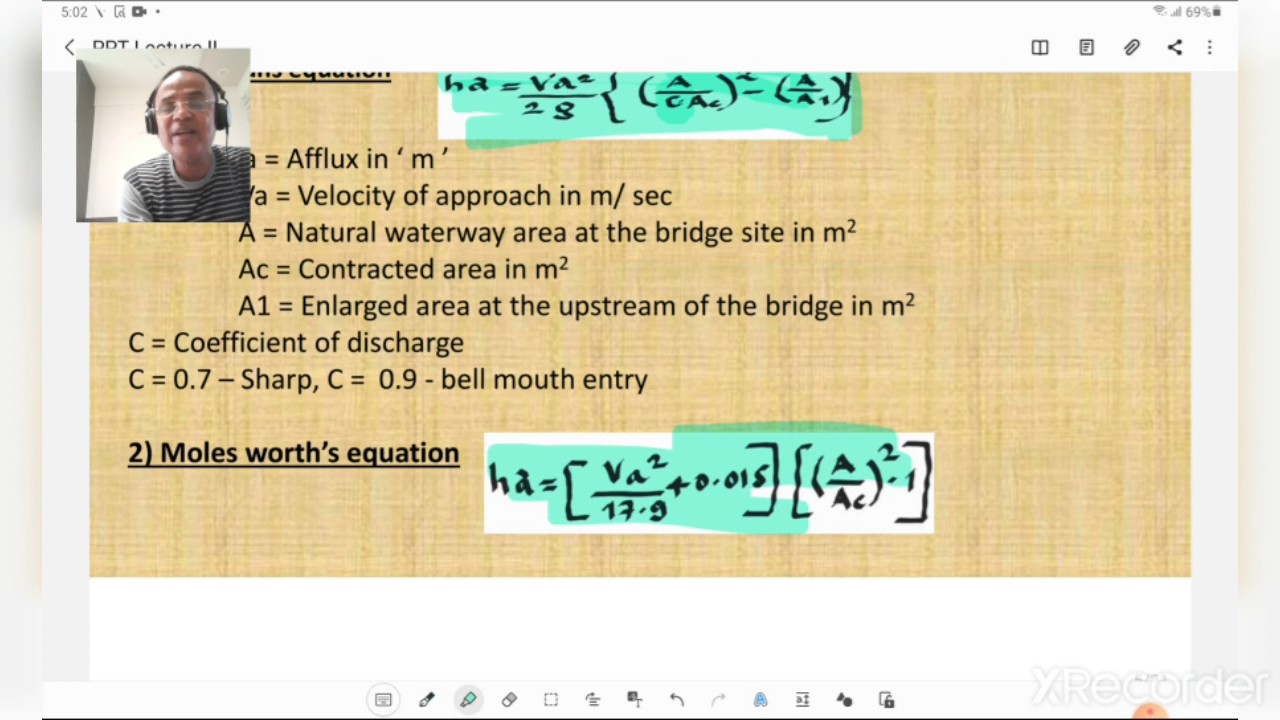 5:02
69%
PPT Lecture II
ans equation
ha = Va² / 2g { (A / CAc)² - (A / A1) }
a = Afflux in ‘ m ’
Va = Velocity of approach in m/ sec
A = Natural waterway area at the bridge site in m²
Ac = Contracted area in m²
A1 = Enlarged area at the upstream of the bridge in m²
C = Coefficient of discharge
C = 0.7 – Sharp, C = 0.9 - bell mouth entry
2) Moles worth’s equation
ha = [ Va² / 17.9 + 0.015 ] [ (A / Ac)² - 1 ]
XRecorder